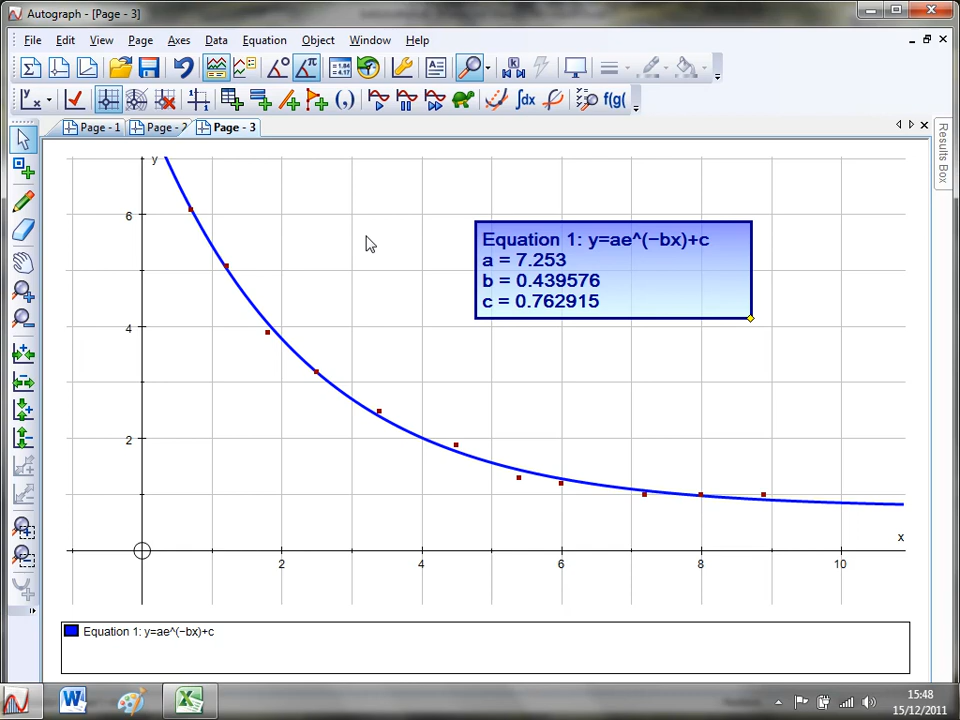 Autograph - [Page - 3]
File Edit View Page Axes Data Equation Object Window Help
Page - 1 Page - 2 Page - 3
Results Box
y
6
4
2
2 4 6 8 10
x
Equation 1: y=ae^(−bx)+c
a = 7.253
b = 0.439576
c = 0.762915
Equation 1: y=ae^(−bx)+c
15:48
15/12/2011